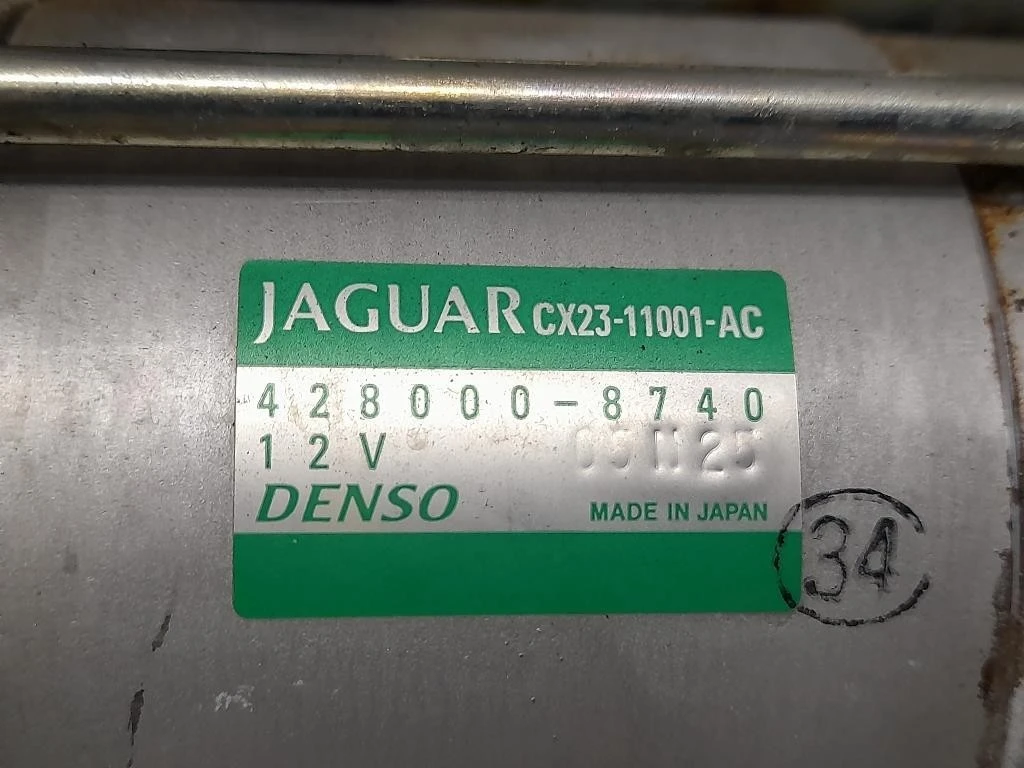 JAGUAR CX23-11001-AC
428000-8740
12V
DENSO MADE IN JAPAN
34